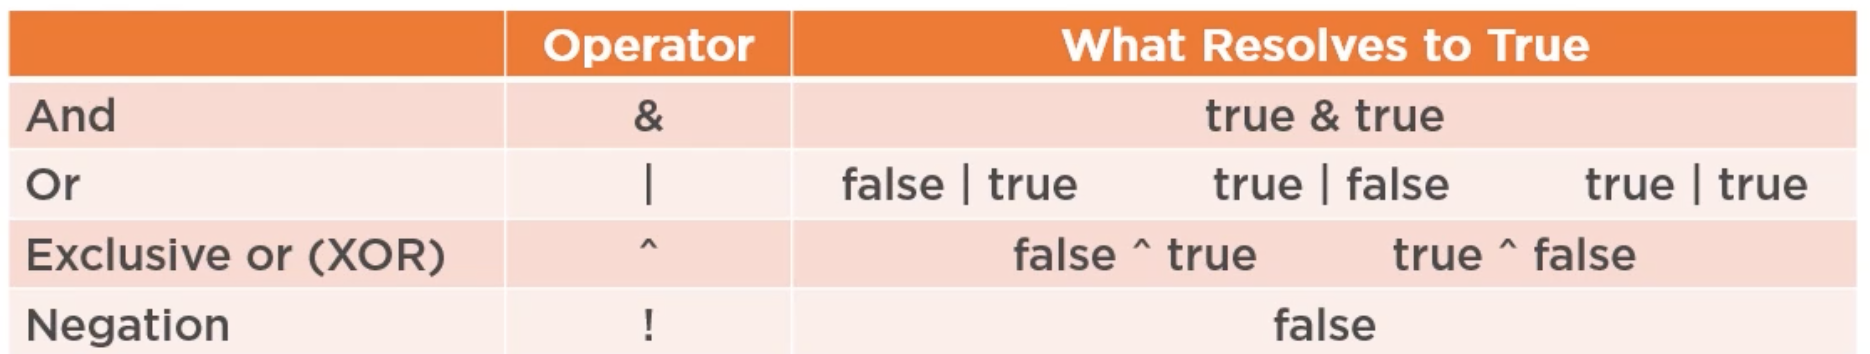 Operator What Resolves to True
And & true & true
Or | false | true true | false true | true
Exclusive or (XOR) ^ false ^ true true ^ false
Negation ! false